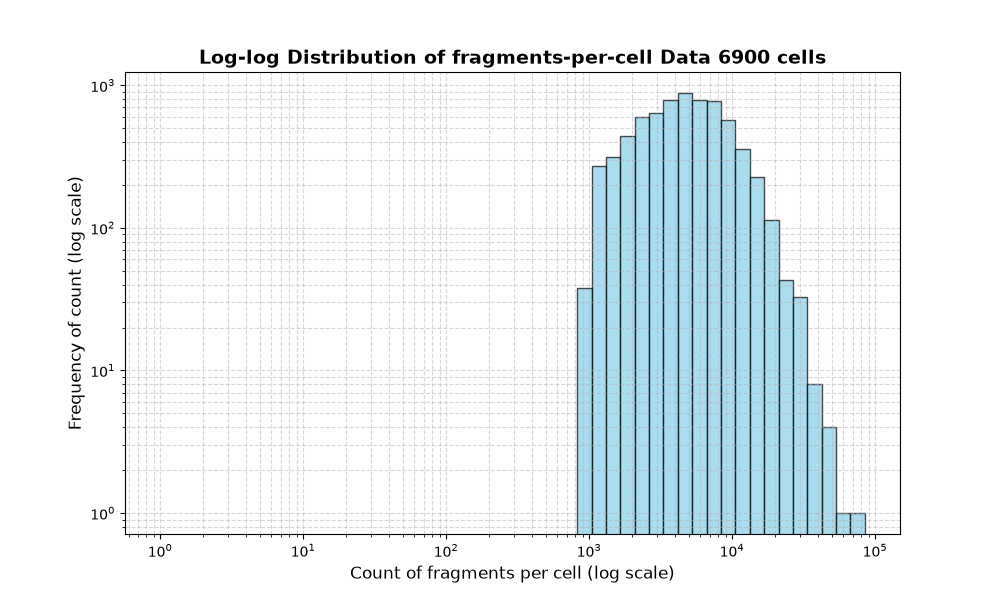 Log-log Distribution of fragments-per-cell Data 6900 cells
Frequency of count (log scale)
10³
10²
10¹
10⁰
10⁰ 10¹ 10² 10³ 10⁴ 10⁵
Count of fragments per cell (log scale)